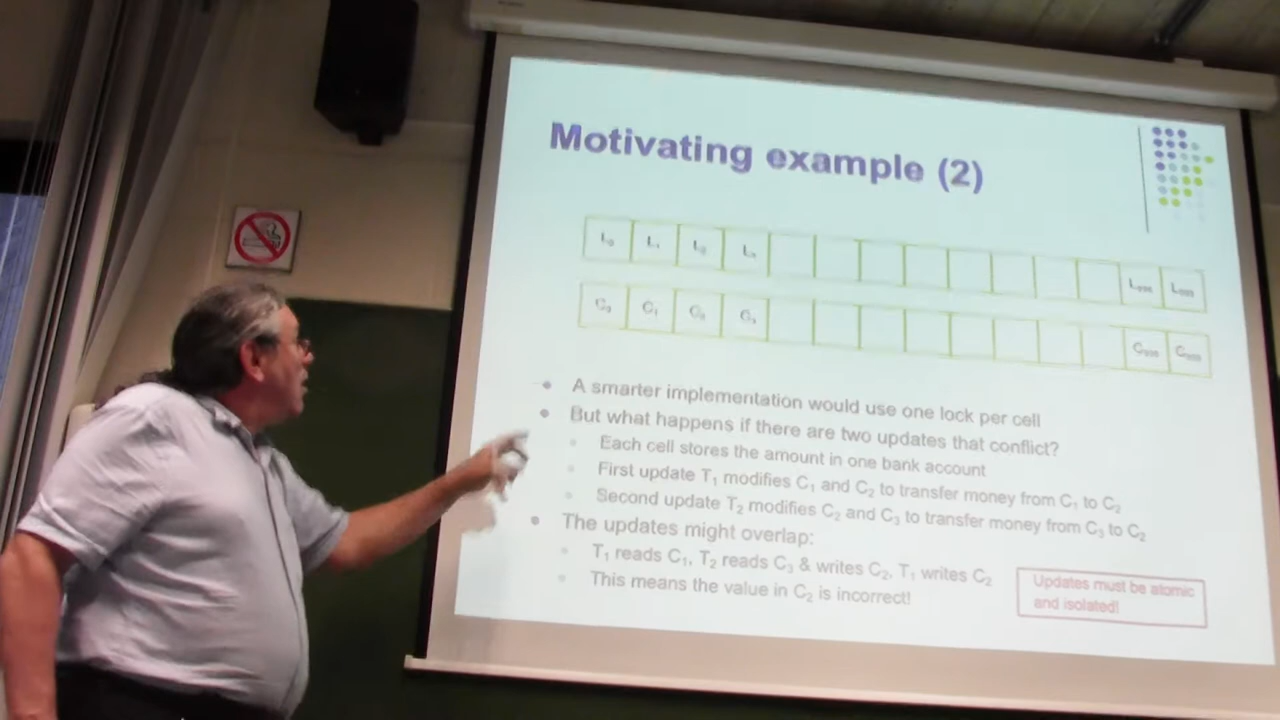 Motivating example (2)
L₀ L₁ L₂ L₃ L₉₉₈ L₉₉₉
C₀ C₁ C₂ C₃ C₉₉₈ C₉₉₉
A smarter implementation would use one lock per cell
But what happens if there are two updates that conflict?
Each cell stores the amount in one bank account
First update T₁ modifies C₁ and C₂ to transfer money from C₁ to C₂
Second update T₂ modifies C₂ and C₃ to transfer money from C₃ to C₂
The updates might overlap:
T₁ reads C₁, T₂ reads C₃ & writes C₂, T₁ writes C₂
This means the value in C₂ is incorrect!
Updates must be atomic
and isolated!